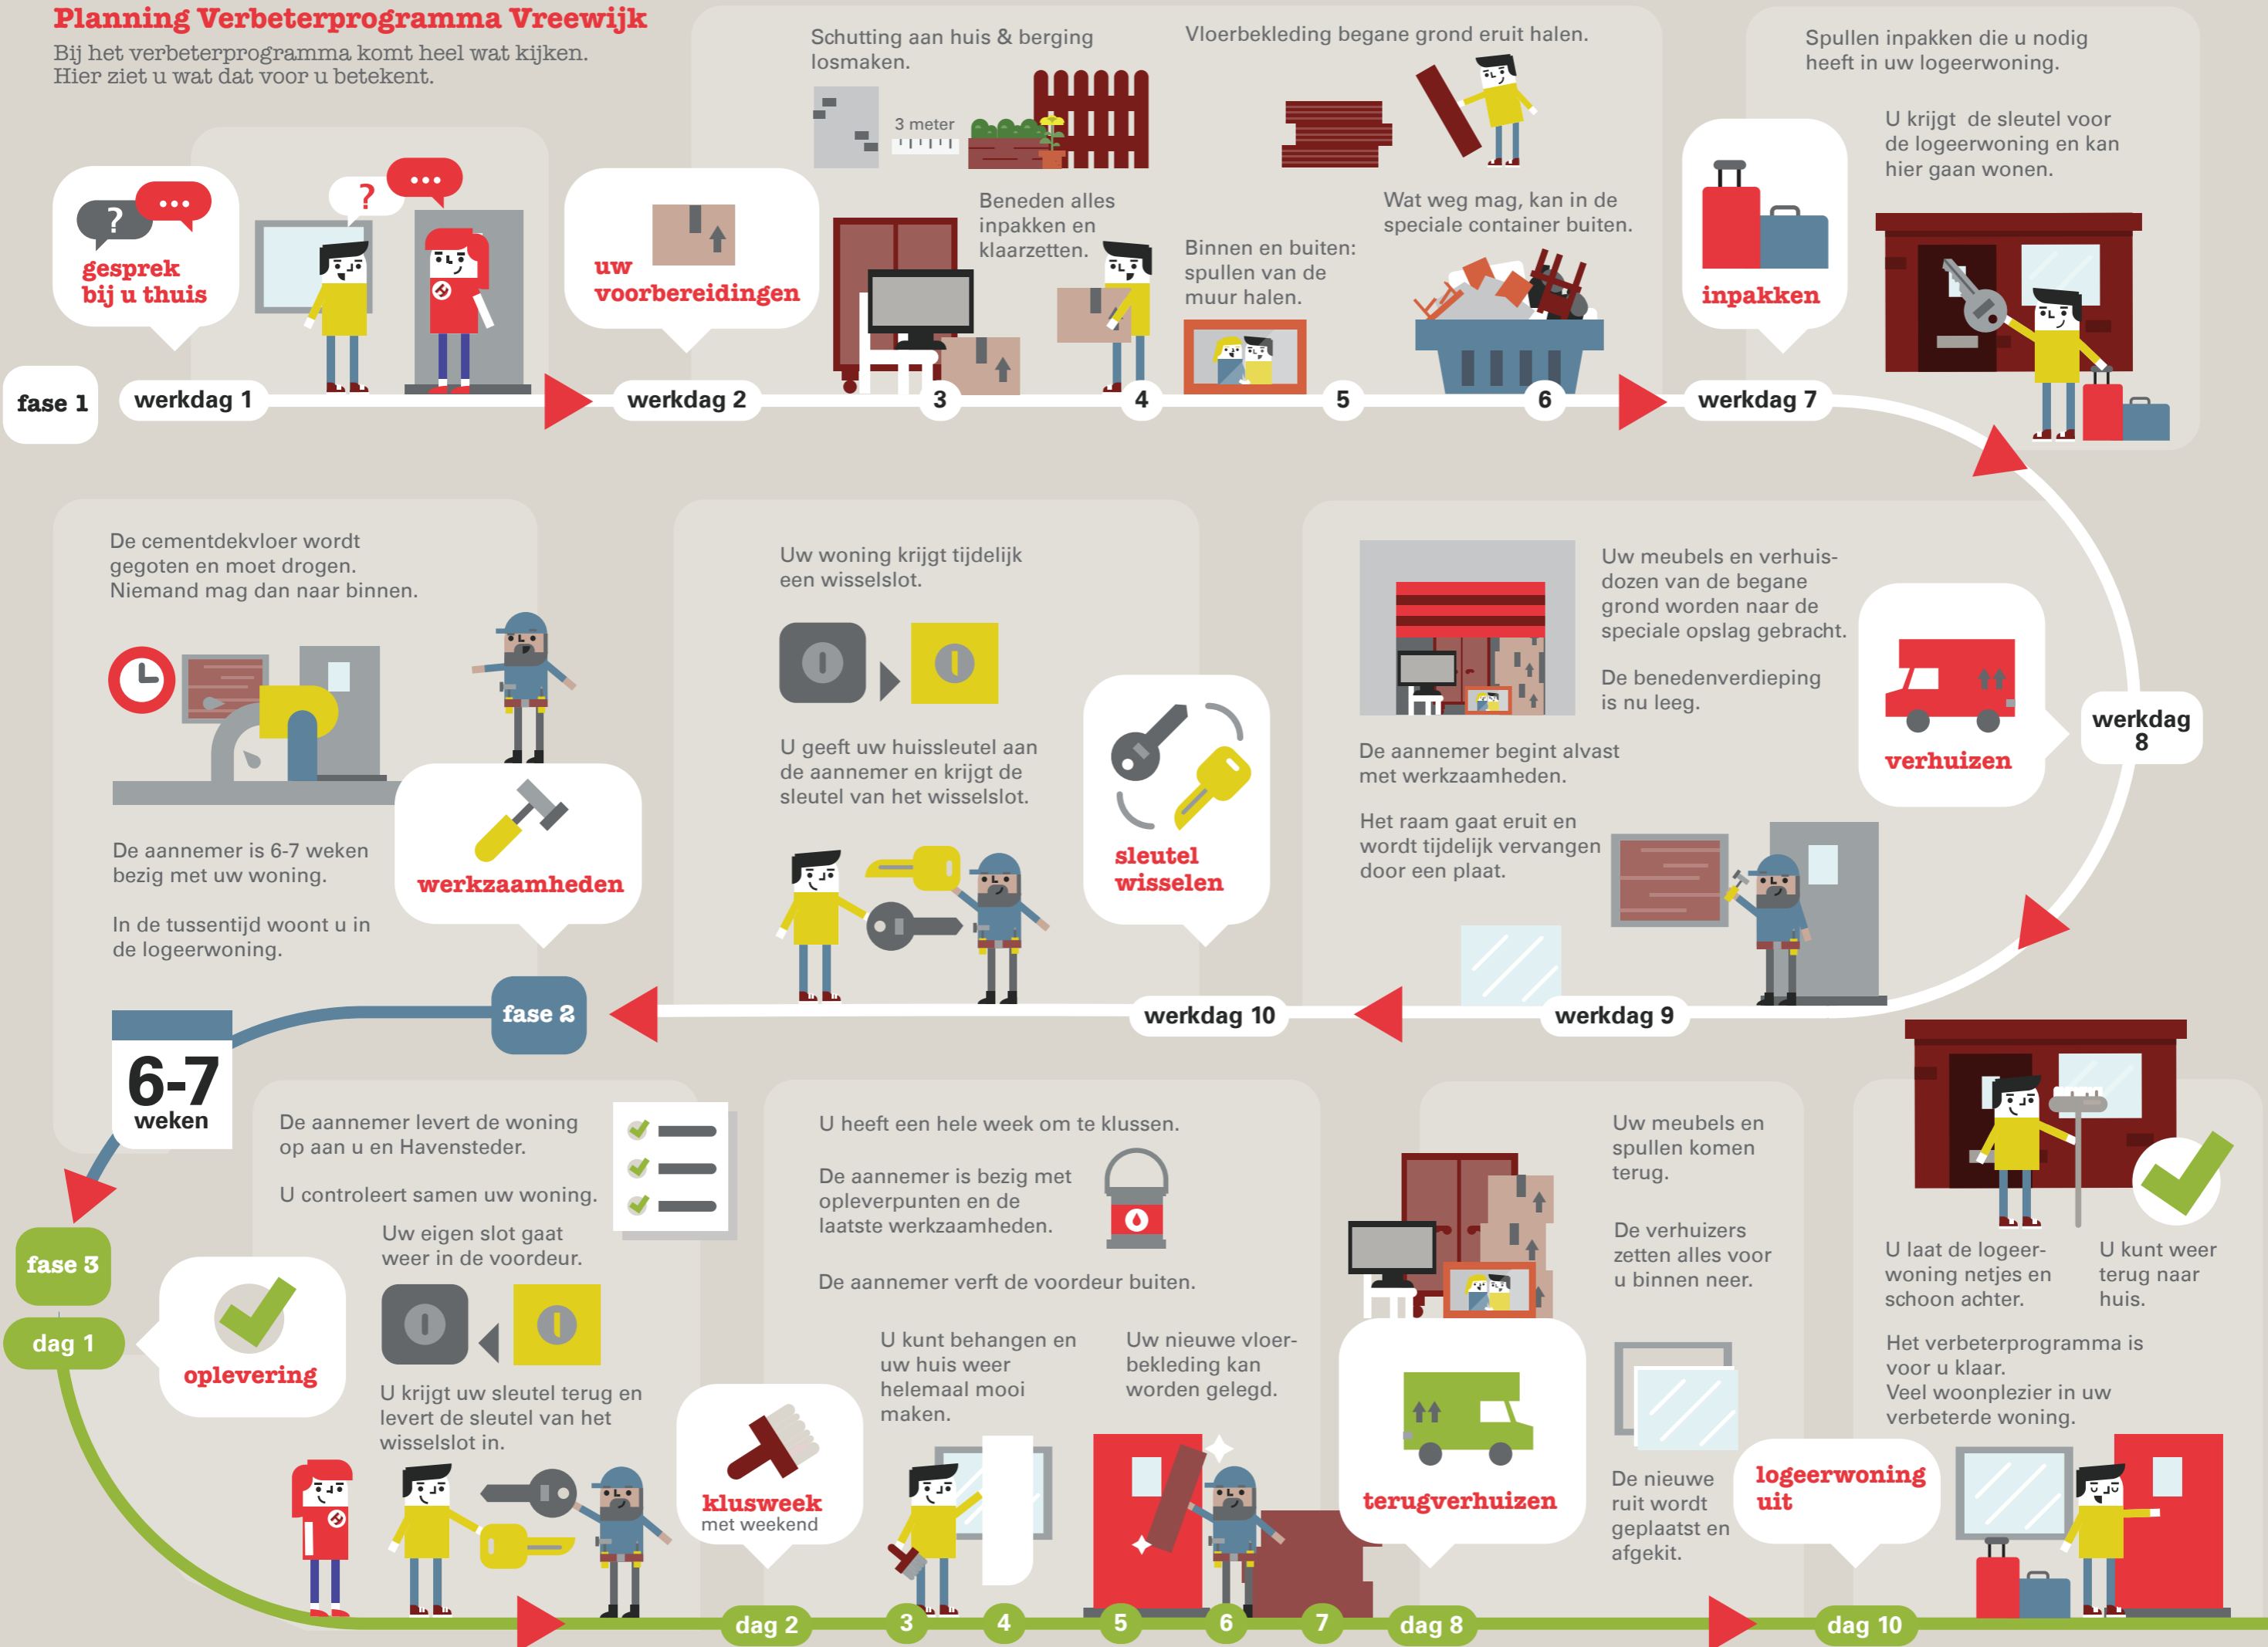 Planning Verbeterprogramma Vreewijk
Bij het verbeterprogramma komt heel wat kijken.
Hier ziet u wat dat voor u betekent.
fase 1
?
gesprek
bij u thuis
?
werkdag 1
uw
voorbereidingen
werkdag 2
Schutting aan huis & berging
losmaken.
3 meter
Beneden alles
inpakken en
klaarzetten.
Vloerbekleding begane grond eruit halen.
Binnen en buiten:
spullen van de
muur halen.
Wat weg mag, kan in de
speciale container buiten.
3
4
5
6
Spullen inpakken die u nodig
heeft in uw logeerwoning.
U krijgt de sleutel voor
de logeerwoning en kan
hier gaan wonen.
inpakken
werkdag 7
Uw meubels en verhuis-
dozen van de begane
grond worden naar de
speciale opslag gebracht.
De benedenverdieping
is nu leeg.
verhuizen
werkdag
8
De aannemer begint alvast
met werkzaamheden.
Het raam gaat eruit en
wordt tijdelijk vervangen
door een plaat.
werkdag 9
Uw woning krijgt tijdelijk
een wisselslot.
U geeft uw huissleutel aan
de aannemer en krijgt de
sleutel van het wisselslot.
sleutel
wisselen
werkdag 10
fase 2
De cementdekvloer wordt
gegoten en moet drogen.
Niemand mag dan naar binnen.
werkzaamheden
De aannemer is 6-7 weken
bezig met uw woning.
In de tussentijd woont u in
de logeerwoning.
6-7
weken
fase 3
dag 1
oplevering
De aannemer levert de woning
op aan u en Havensteder.
U controleert samen uw woning.
Uw eigen slot gaat
weer in de voordeur.
U krijgt uw sleutel terug en
levert de sleutel van het
wisselslot in.
H
klusweek
met weekend
U heeft een hele week om te klussen.
De aannemer is bezig met
opleverpunten en de
laatste werkzaamheden.
De aannemer verft de voordeur buiten.
U kunt behangen en
uw huis weer
helemaal mooi
maken.
Uw nieuwe vloer-
bekleding kan
worden gelegd.
dag 2
3
4
5
6
7
dag 8
terugverhuizen
Uw meubels en
spullen komen
terug.
De verhuizers
zetten alles voor
u binnen neer.
De nieuwe
ruit wordt
geplaatst en
afgekit.
logeerwoning
uit
U laat de logeer-
woning netjes en
schoon achter.
U kunt weer
terug naar
huis.
Het verbeterprogramma is
voor u klaar.
Veel woonplezier in uw
verbeterde woning.
dag 10